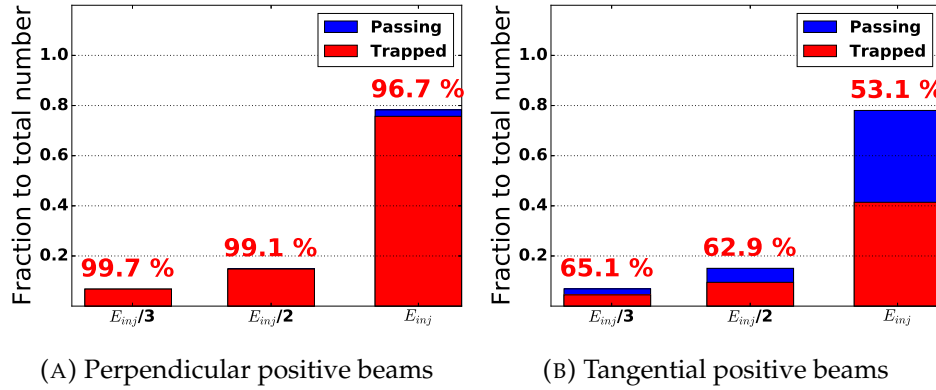 Fraction to total number
1.0
0.8
0.6
0.4
0.2
Passing
Trapped
99.7 %
99.1 %
96.7 %
E_inj/3
E_inj/2
E_inj
(A) Perpendicular positive beams
Fraction to total number
1.0
0.8
0.6
0.4
0.2
Passing
Trapped
65.1 %
62.9 %
53.1 %
E_inj/3
E_inj/2
E_inj
(B) Tangential positive beams